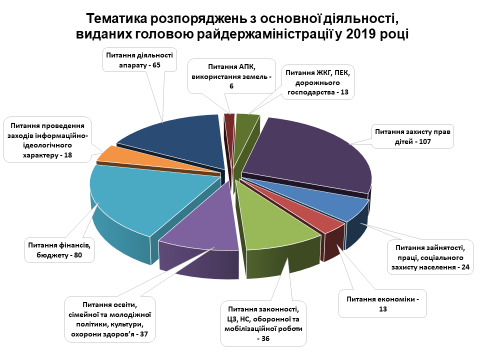 Тематика розпоряджень з основної діяльності,
виданих головою райдержаміністрації у 2019 році
Питання діяльності
апарату - 65
Питання АПК,
використання земель -
6
Питання ЖКГ, ПЕК,
дорожнього
господарства - 13
Питання проведення
заходів інформаційно-
ідеологічного
характеру - 18
Питання захисту прав
дітей - 107
Питання фінансів,
бюджету - 80
Питання зайнятості,
праці, соціального
захисту населення - 24
Питання освіти,
сімейної та молодіжної
політики, культури,
охорони здоров'я - 37
Питання законності,
ЦЗ, НС, оборонної та
мобілізаційної роботи
- 36
Питання економіки -
13